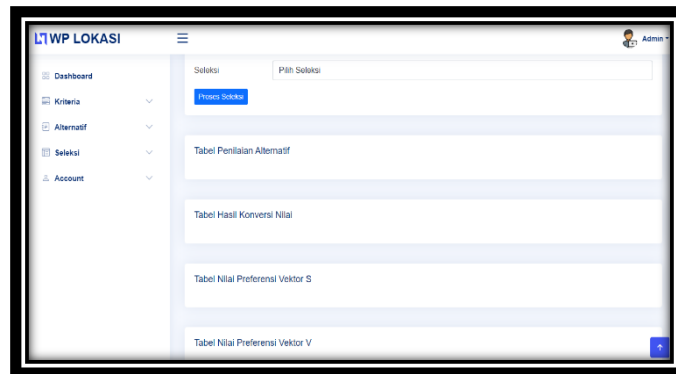 WP LOKASI
Admin
Dashboard
Kriteria
Alternatif
Seleksi
Account
Seleksi
Pilih Seleksi
Proses Seleksi
Tabel Penilaian Alternatif
Tabel Hasil Konversi Nilai
Tabel Nilai Preferensi Vektor S
Tabel Nilai Preferensi Vektor V